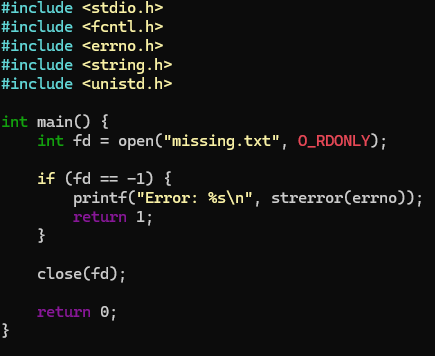 #include <stdio.h>
#include <fcntl.h>
#include <errno.h>
#include <string.h>
#include <unistd.h>

int main() {
    int fd = open("missing.txt", O_RDONLY);

    if (fd == -1) {
        printf("Error: %s\n", strerror(errno));
        return 1;
    }

    close(fd);

    return 0;
}